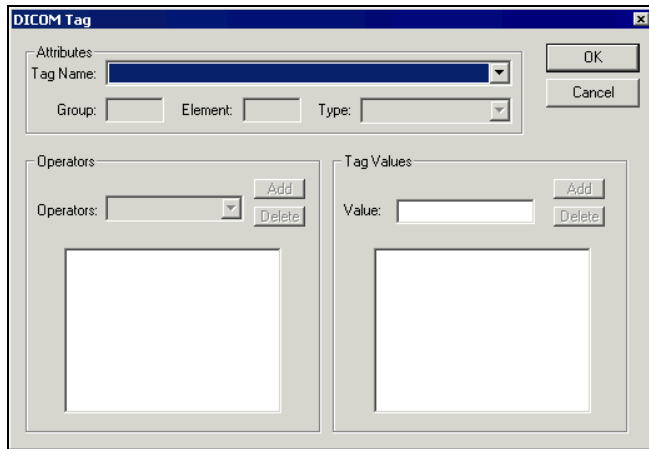 DICOM Tag
Attributes
Tag Name:
OK
Group: Element: Type:
Cancel
Operators
Tag Values
Operators:
Add
Delete
Value:
Add
Delete